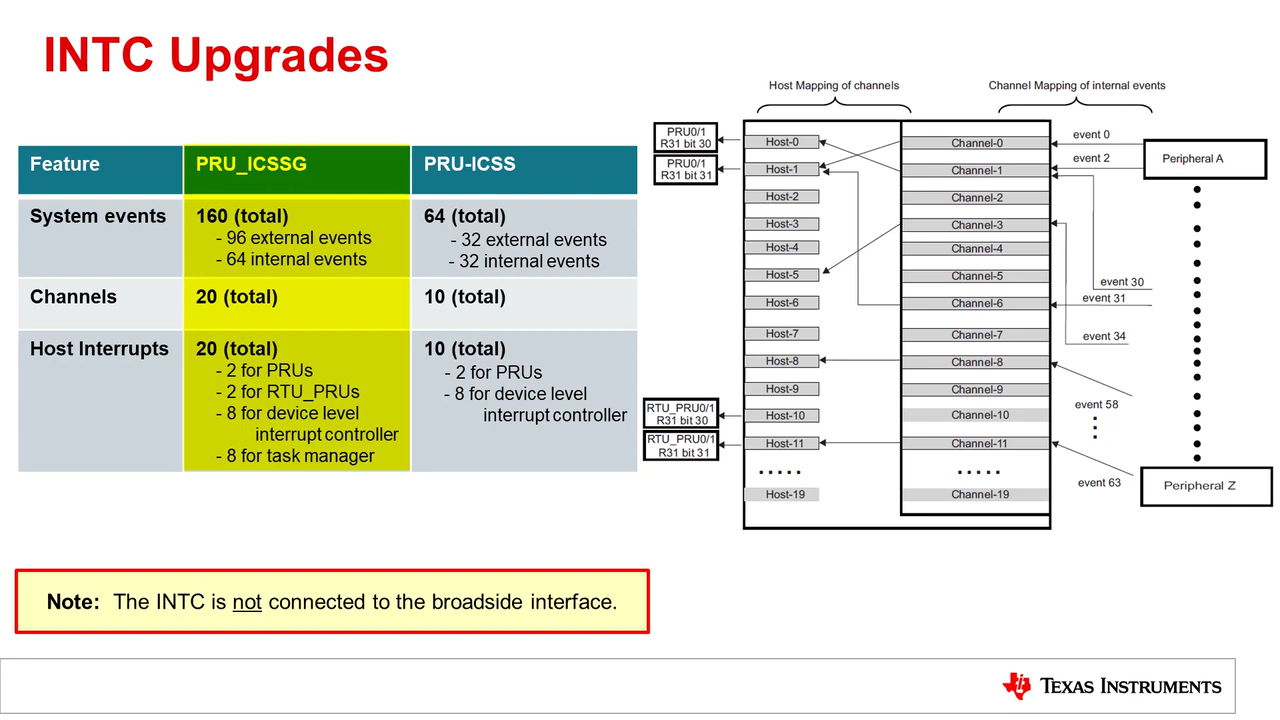 INTC Upgrades
Feature
PRU_ICSSG
PRU-ICSS
System events
160 (total)
- 96 external events
- 64 internal events
64 (total)
- 32 external events
- 32 internal events
Channels
20 (total)
10 (total)
Host Interrupts
20 (total)
- 2 for PRUs
- 2 for RTU_PRUs
- 8 for device level
interrupt controller
- 8 for task manager
10 (total)
- 2 for PRUs
- 8 for device level
interrupt controller
Host Mapping of channels
Channel Mapping of internal events
PRU0/1
R31 bit 30
PRU0/1
R31 bit 31
RTU_PRU0/1
R31 bit 30
RTU_PRU0/1
R31 bit 31
Host-0
Host-1
Host-2
Host-3
Host-4
Host-5
Host-6
Host-7
Host-8
Host-9
Host-10
Host-11
.....
Host-19
Channel-0
Channel-1
Channel-2
Channel-3
Channel-4
Channel-5
Channel-6
Channel-7
Channel-8
Channel-9
Channel-10
Channel-11
.....
Channel-19
event 0
event 2
event 30
event 31
event 34
event 58
event 63
Peripheral A
Peripheral Z
Note: The INTC is not connected to the broadside interface.
TEXAS INSTRUMENTS